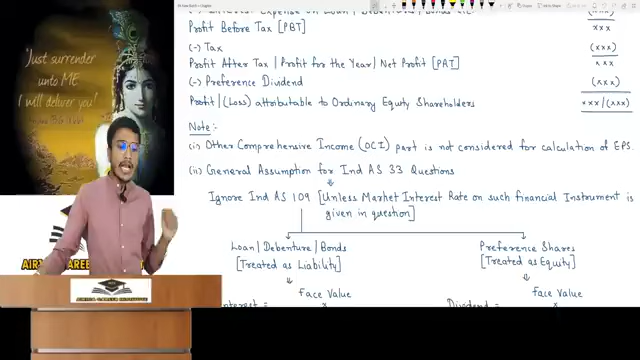 Profit Before Tax [PBT] xxx
(-) Tax (xxx)
Profit After Tax | Profit for the Year | Net Profit [PAT] xxx
(-) Preference Dividend (xxx)
Profit | (Loss) attributable to Ordinary Equity Shareholders xxx | (xxx)
Note :
(i) Other Comprehensive Income (OCI) part is not considered for calculation of EPS.
(ii) General Assumption for Ind AS 33 Questions
Ignore Ind AS 109 [Unless Market Interest Rate on such financial Instrument is
given in question]
Loan | Debenture | Bonds
[Treated as Liability]
Face Value
x
Preference Shares
[Treated as Equity]
Face Value
x
Dividend =
"Just surrender
unto ME,
I will deliver you!